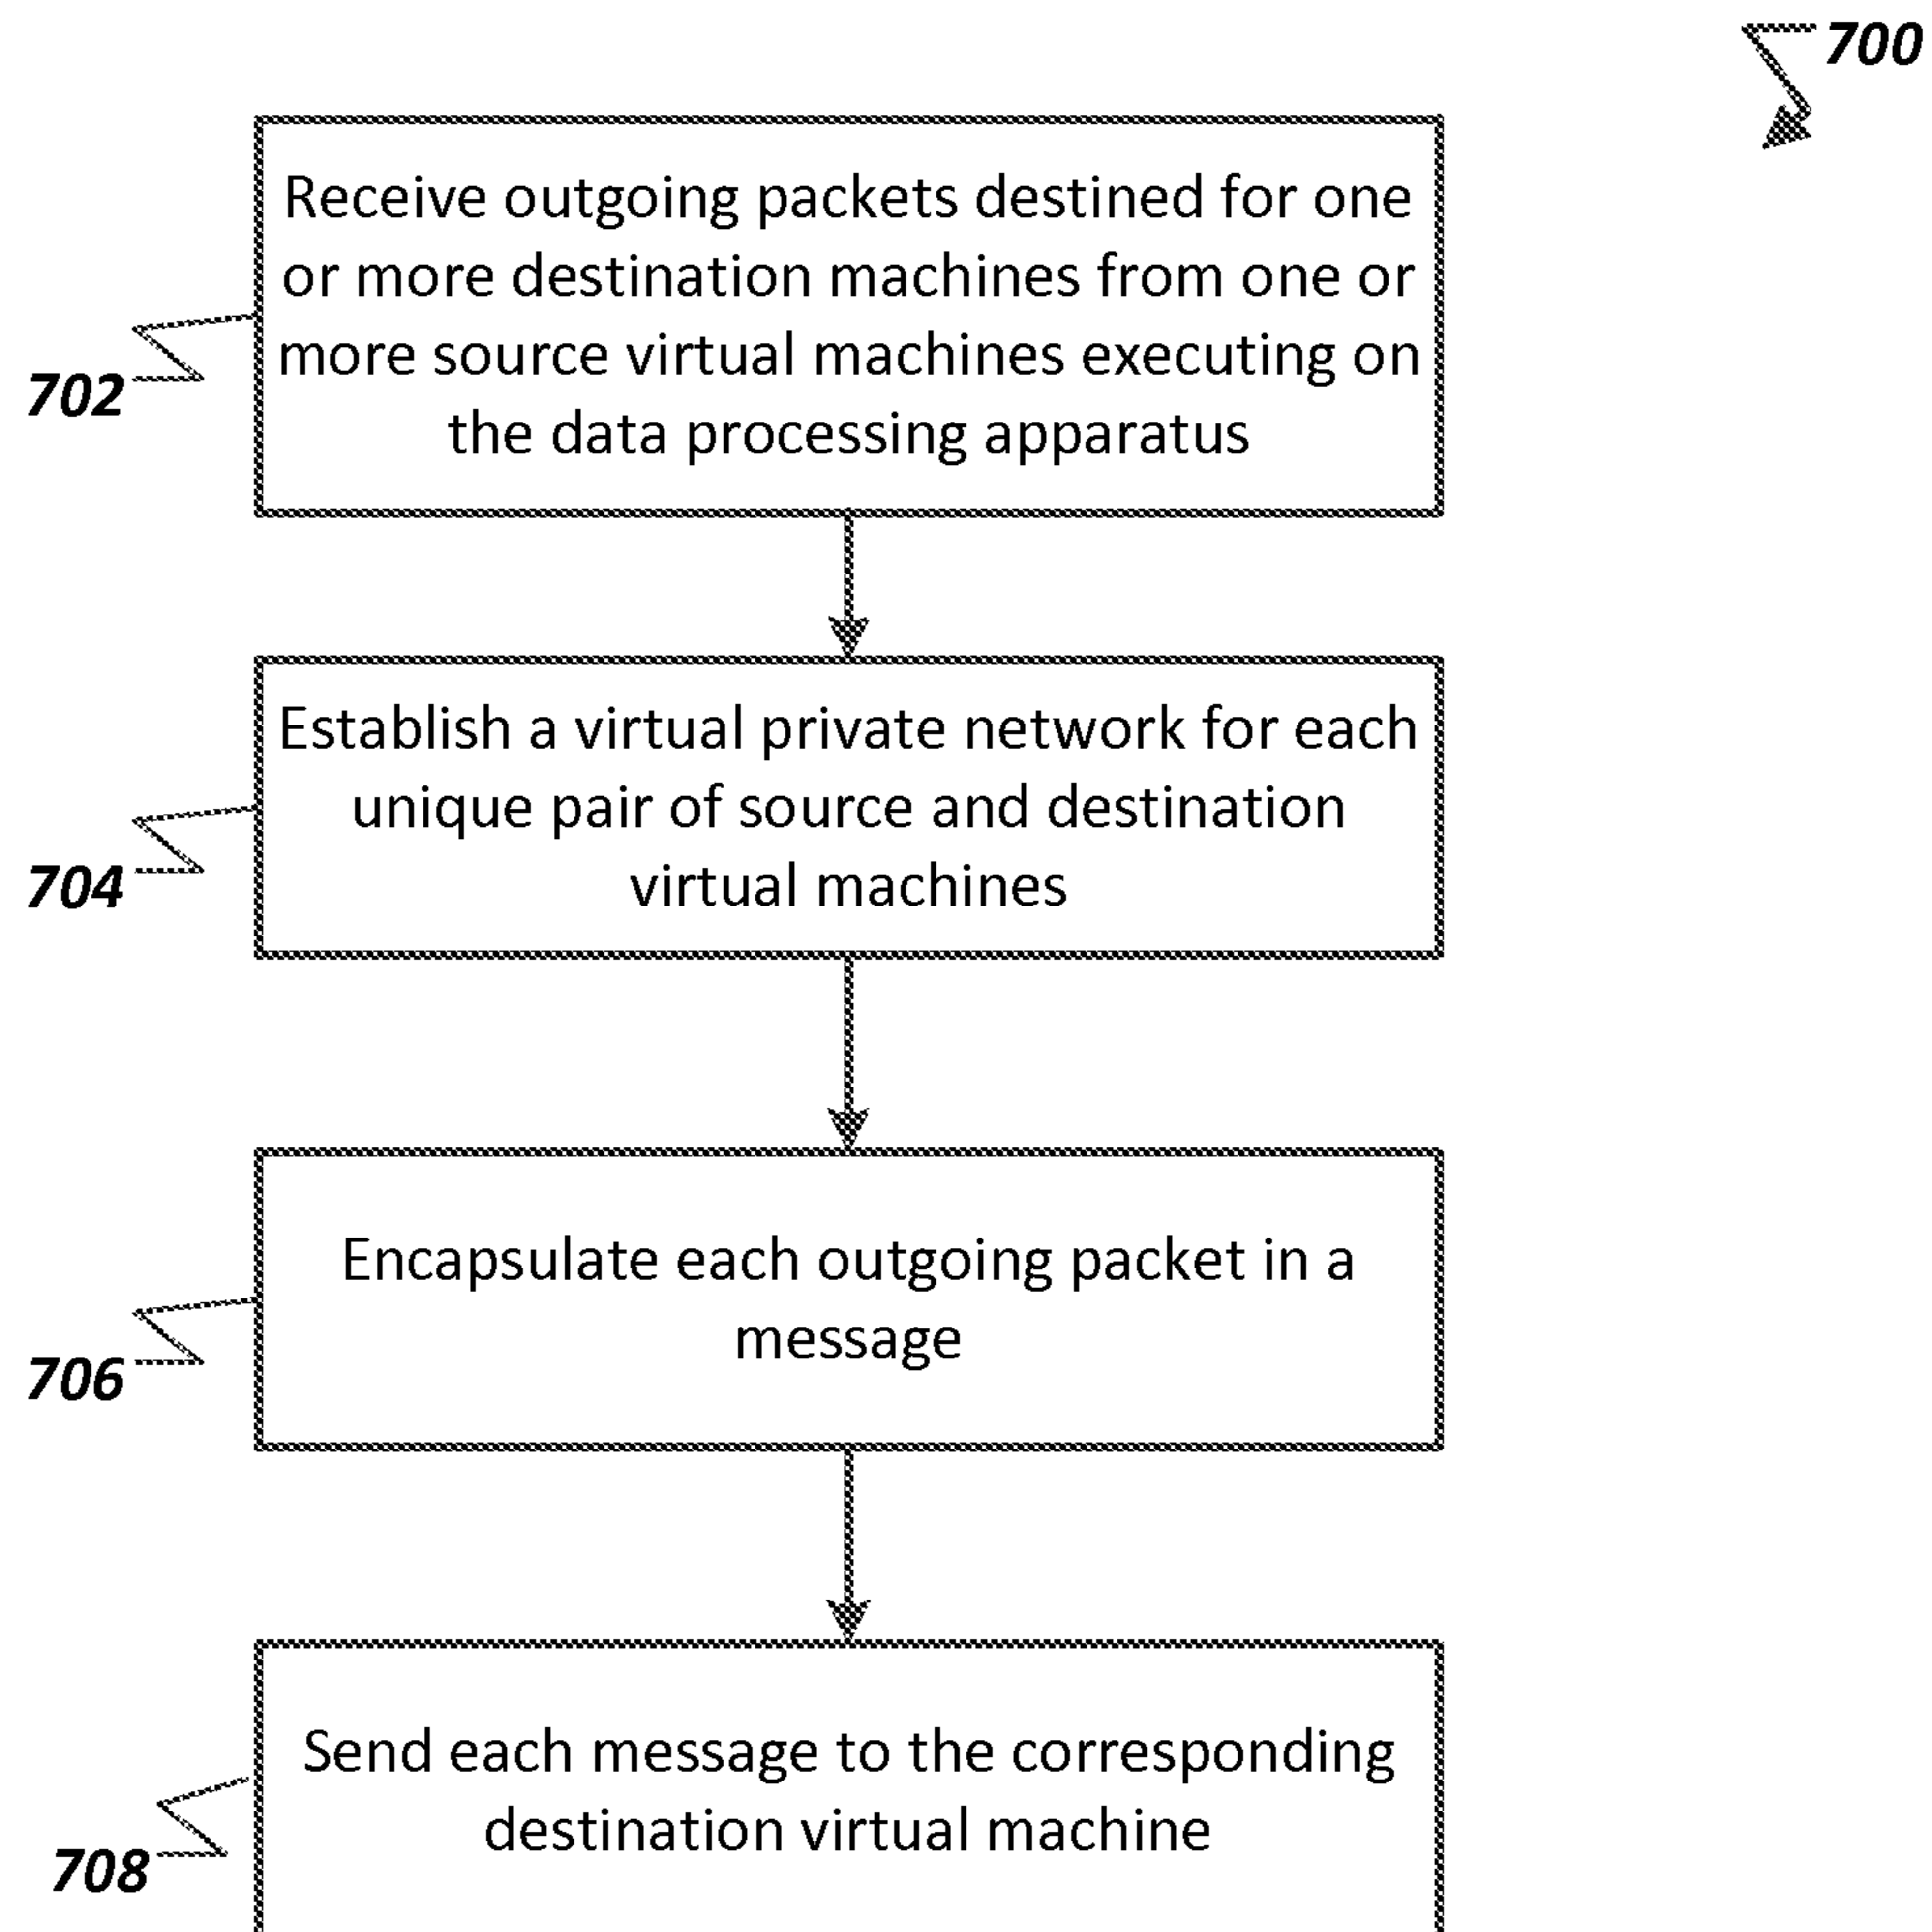 700
Receive outgoing packets destined for one
or more destination machines from one or
more source virtual machines executing on
the data processing apparatus
702
Establish a virtual private network for each
unique pair of source and destination
virtual machines
704
Encapsulate each outgoing packet in a
message
706
Send each message to the corresponding
destination virtual machine
708